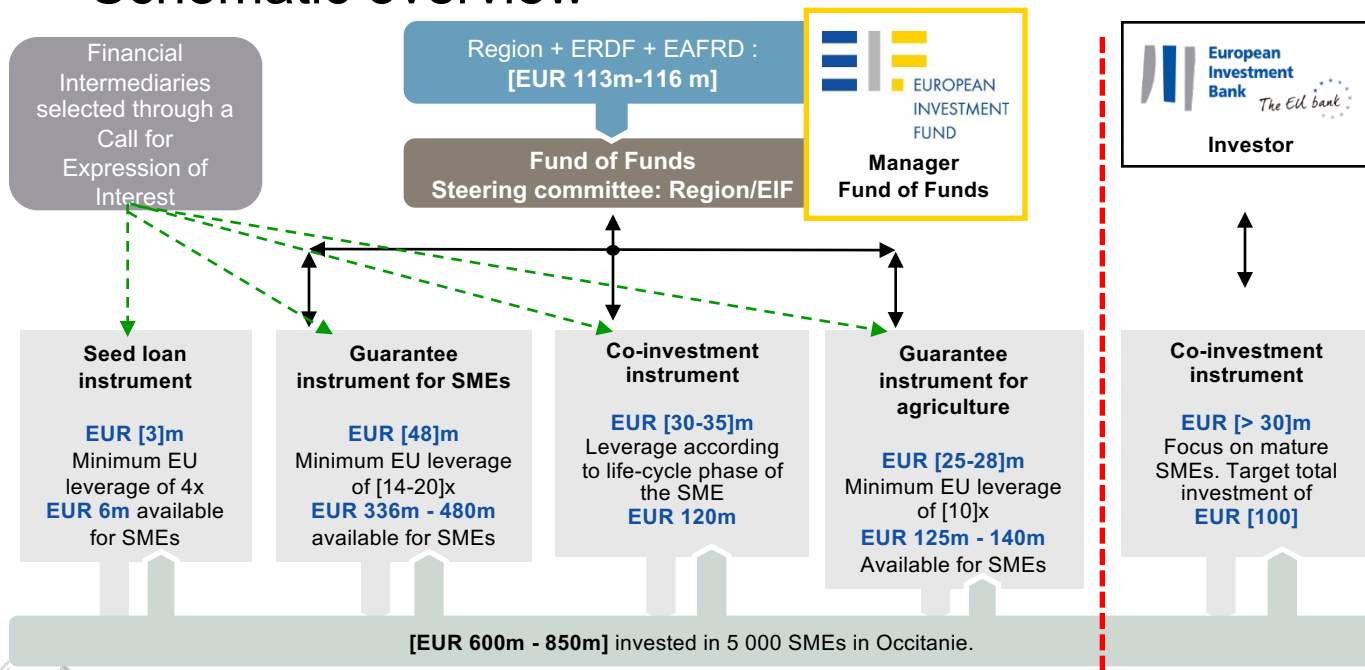 Schematic overview
Financial
Intermediaries
selected through a
Call for
Expression of
Interest
Region + ERDF + EAFRD :
[EUR 113m-116 m]
Fund of Funds
Steering committee: Region/EIF
EUROPEAN
INVESTMENT
FUND
Manager
Fund of Funds
European
Investment
Bank
The EU bank
Investor
Seed loan
instrument
EUR [3]m
Minimum EU
leverage of 4x
EUR 6m available
for SMEs
Guarantee
instrument for SMEs
EUR [48]m
Minimum EU leverage
of [14-20]x
EUR 336m - 480m
available for SMEs
Co-investment
instrument
EUR [30-35]m
Leverage according
to life-cycle phase of
the SME
EUR 120m
Guarantee
instrument for
agriculture
EUR [25-28]m
Minimum EU leverage
of [10]x
EUR 125m - 140m
Available for SMEs
Co-investment
instrument
EUR [> 30]m
Focus on mature
SMEs. Target total
investment of
EUR [100]
[EUR 600m - 850m] invested in 5 000 SMEs in Occitanie.